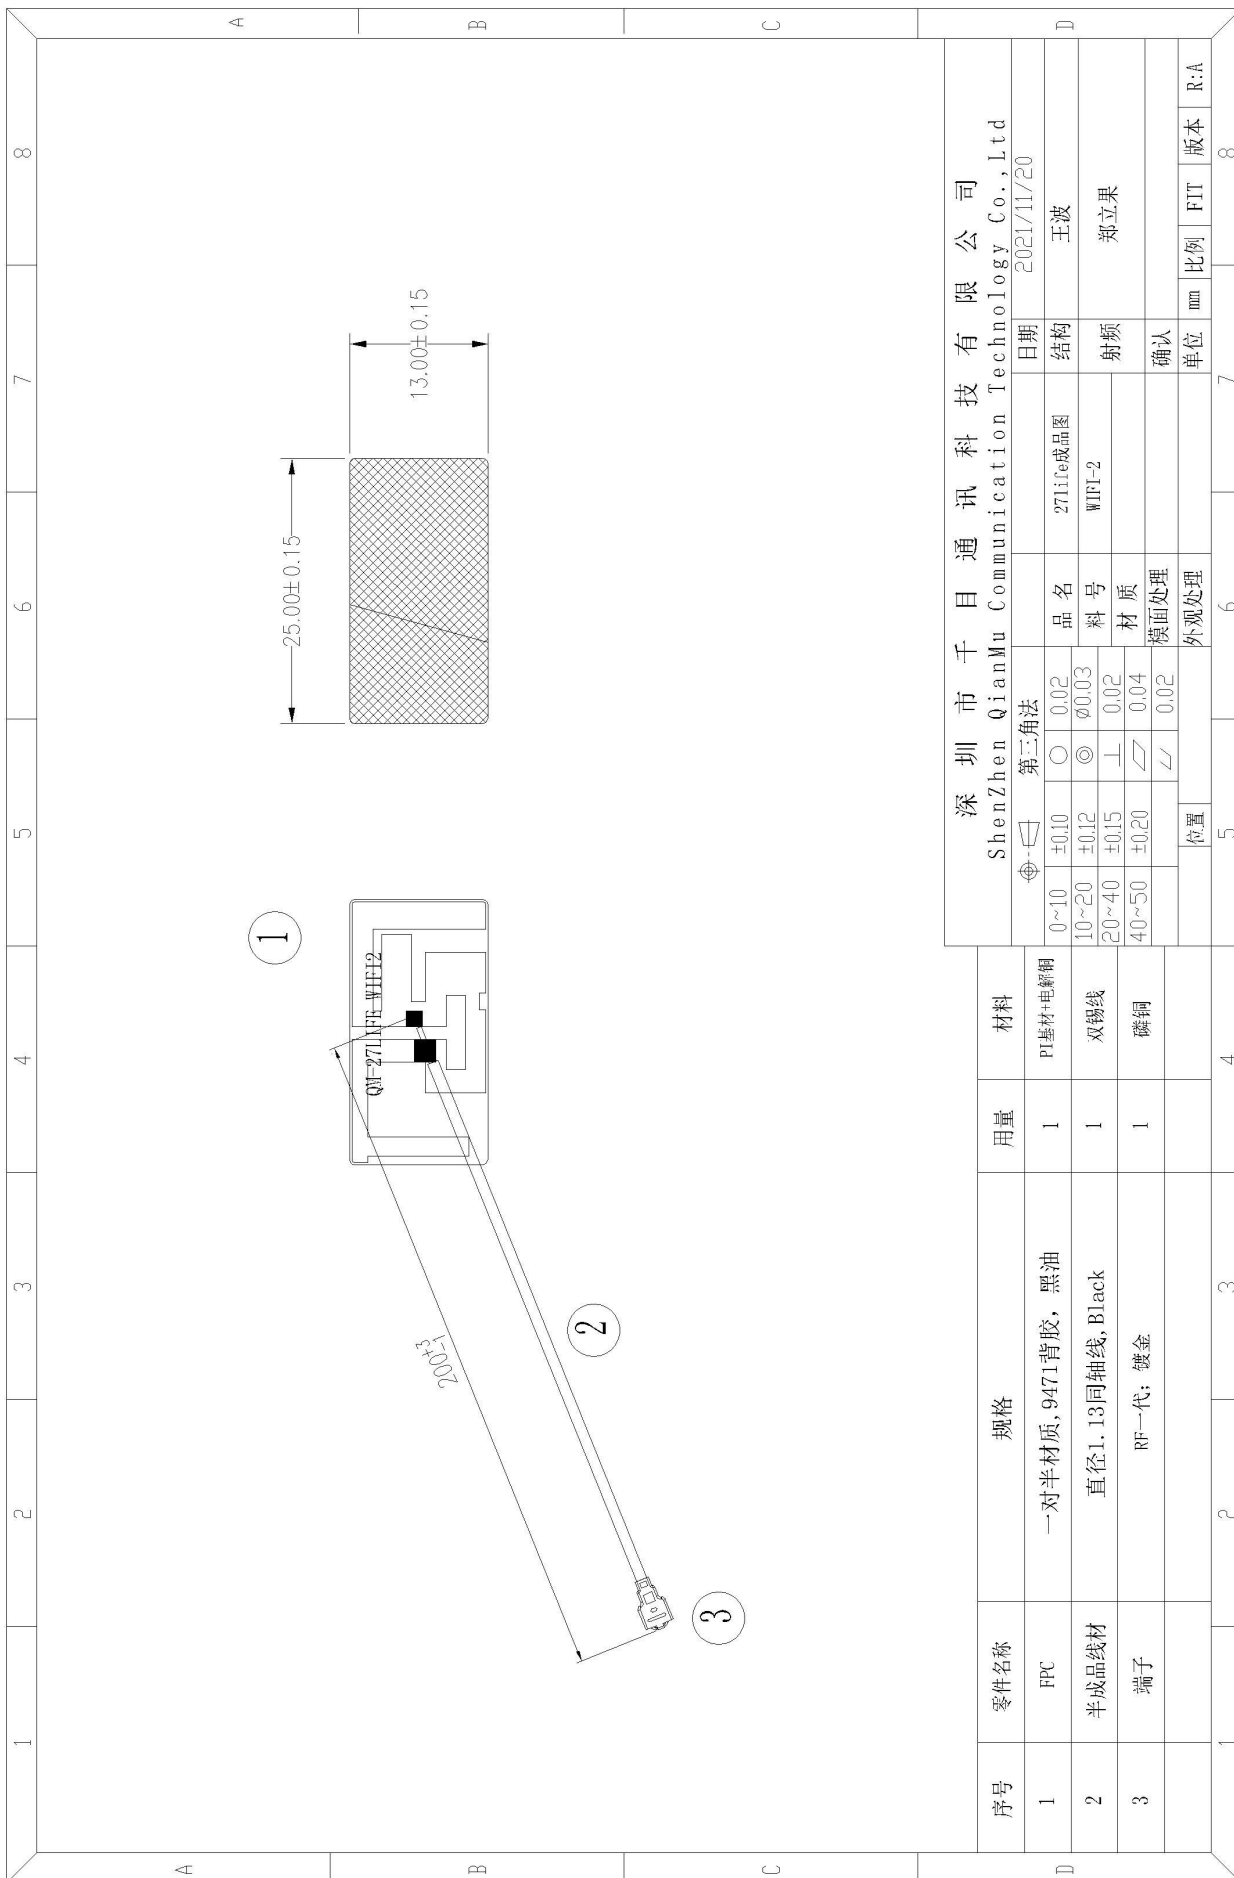 1 2 3 4 5 6 7 8
A
B
C
D
A
B
C
D
25.00±0.15
13.00±0.15
1
QM-27LIFE WIFI2
2
3
深圳市千目通讯科技有限公司
ShenZhen QianMu Communication Technology Co.,Ltd
第三角法 日期 2021/11/20
0~10 ±0.10 0.02 品名 27life成品图 结构 王波
10~20 ±0.12 Ø0.03 料号 WIFI-2 射频 郑立果
20~40 ±0.15 ⊥ 0.02 材质
40~50 ±0.20 0.04 模面处理 确认
0.02
位置 外观处理 单位 mm 比例 FIT 版本 R:A
序号 零件名称 规格 用量 材料
1 FPC 一对半材质,9471背胶，黑油 1 PI基材+电解铜
2 半成品线材 直径1.13同轴线,Black 1 双锡线
3 端子 RF一代；镀金 1 磷铜
1 2 3 4 5 6 7 8